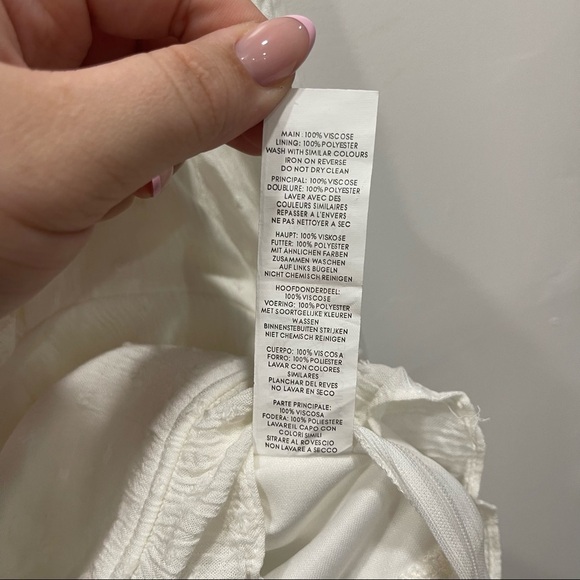 MAIN: 100% VISCOSE
LINING: 100% POLYESTER
WASH WITH SIMILAR COLOURS
IRON ON REVERSE
DO NOT DRY CLEAN
PRINCIPAL: 100% VISCOSE
DOUBLURE: 100% POLYESTER
LAVER AVEC DES
COULEURS SIMILAIRES
REPASSER A L'ENVERS
NE PAS NETTOYER A SEC
HAUPT: 100% VISKOSE
FUTTER: 100% POLYESTER
MIT ÄHNLICHEN FARBEN
ZUSAMMEN WASCHEN
AUF LINKS BÜGELN
NICHT CHEMISCH REINIGEN
HOOFDONDERDEEL:
100% VISCOSE
VOERING: 100% POLYESTER
MET SOORTGELIJKE KLEUREN
WASSEN
BINNENSTEBUITEN STRIJKEN
NIET CHEMISCH REINIGEN
CUERPO: 100% VISCOSA
FORRO: 100% POLIÉSTER
LAVAR CON COLORES
SIMILARES
PLANCHAR DEL REVES
NO LAVAR EN SECO
PARTE PRINCIPALE:
100% VISCOSA
FODERA: 100% POLIESTERE
LAVAREIL CAPO CON
COLORI SIMILI
SITRARE AL ROVESCIO
NON LAVARE A SECCO